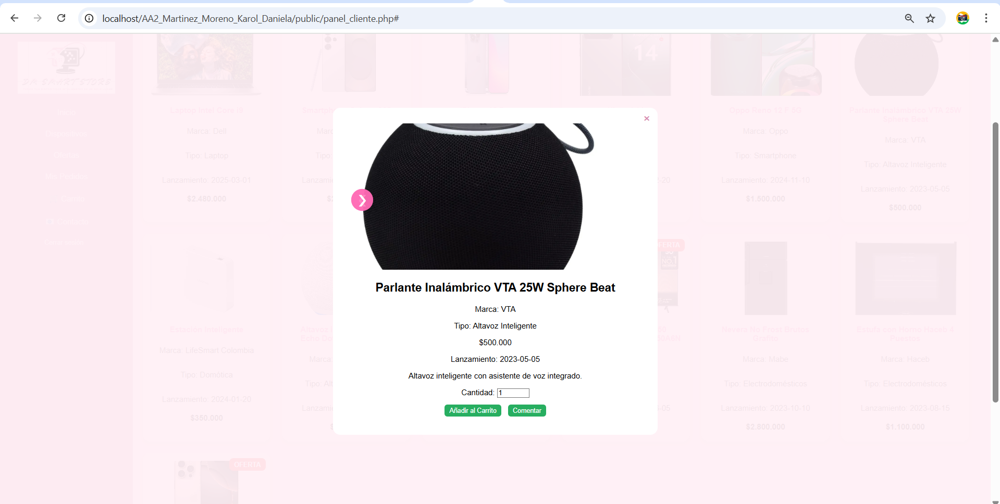 localhost/AA2_Martinez_Moreno_Karol_Daniela/public/panel_cliente.php#
DK SMART STORE
Inicio
Dispositivos
Ofertas
Mis Pedidos
Carrito
Contacto
Cerrar sesión
14
Laptop Intel Core i9
Marca: Dell
Tipo: Laptop
Lanzamiento: 2025-03-01
$2.480.000
Smartph
Marc
Tipo:
Lanzami
$2
2-20
Oppo Reno 12 F 5G
Marca: Oppo
Tipo: Smartphone
Lanzamiento: 2024-11-10
$1.500.000
Parlante Inalámbrico VTA 25W
Sphere Beat
Marca: VTA
Tipo: Altavoz Inteligente
Lanzamiento: 2023-05-05
$500.000
×
❯
Parlante Inalámbrico VTA 25W Sphere Beat
Marca: VTA
Tipo: Altavoz Inteligente
$500.000
Lanzamiento: 2023-05-05
Altavoz inteligente con asistente de voz integrado.
Cantidad: 1
Añadir al Carrito
Comentar
Estación Inteligente
Marca: LifeSmart Colombia
Tipo: Domótica
Lanzamiento: 2024-01-20
$350.000
Altavoz
Echo Do
Marca:
Tipo: Alt
Lanzami
OFERTA
NO.1
50
50A6N
5-05
Nevera No Frost Brutos
Grafito
Marca: Mabe
Tipo: Electrodomésticos
Lanzamiento: 2023-10-10
$2.800.000
Estufa con Horno Haceb 4
Puestos
Marca: Haceb
Tipo: Electrodomésticos
Lanzamiento: 2023-08-15
$1.100.000
OFERTA